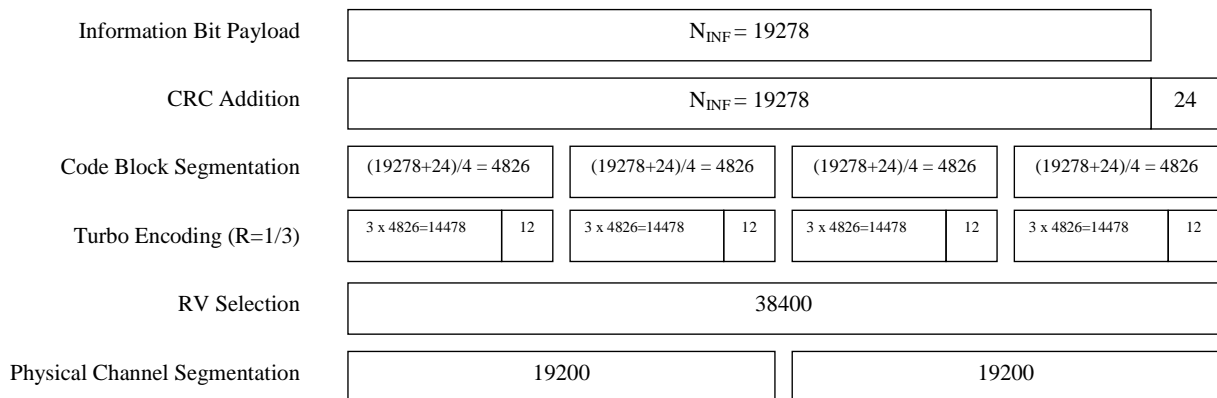 Information Bit Payload N_INF = 19278
CRC Addition N_INF = 19278 24
Code Block Segmentation (19278+24)/4 = 4826 (19278+24)/4 = 4826 (19278+24)/4 = 4826 (19278+24)/4 = 4826
Turbo Encoding (R=1/3) 3 x 4826=14478 12 3 x 4826=14478 12 3 x 4826=14478 12 3 x 4826=14478 12
RV Selection 38400
Physical Channel Segmentation 19200 19200